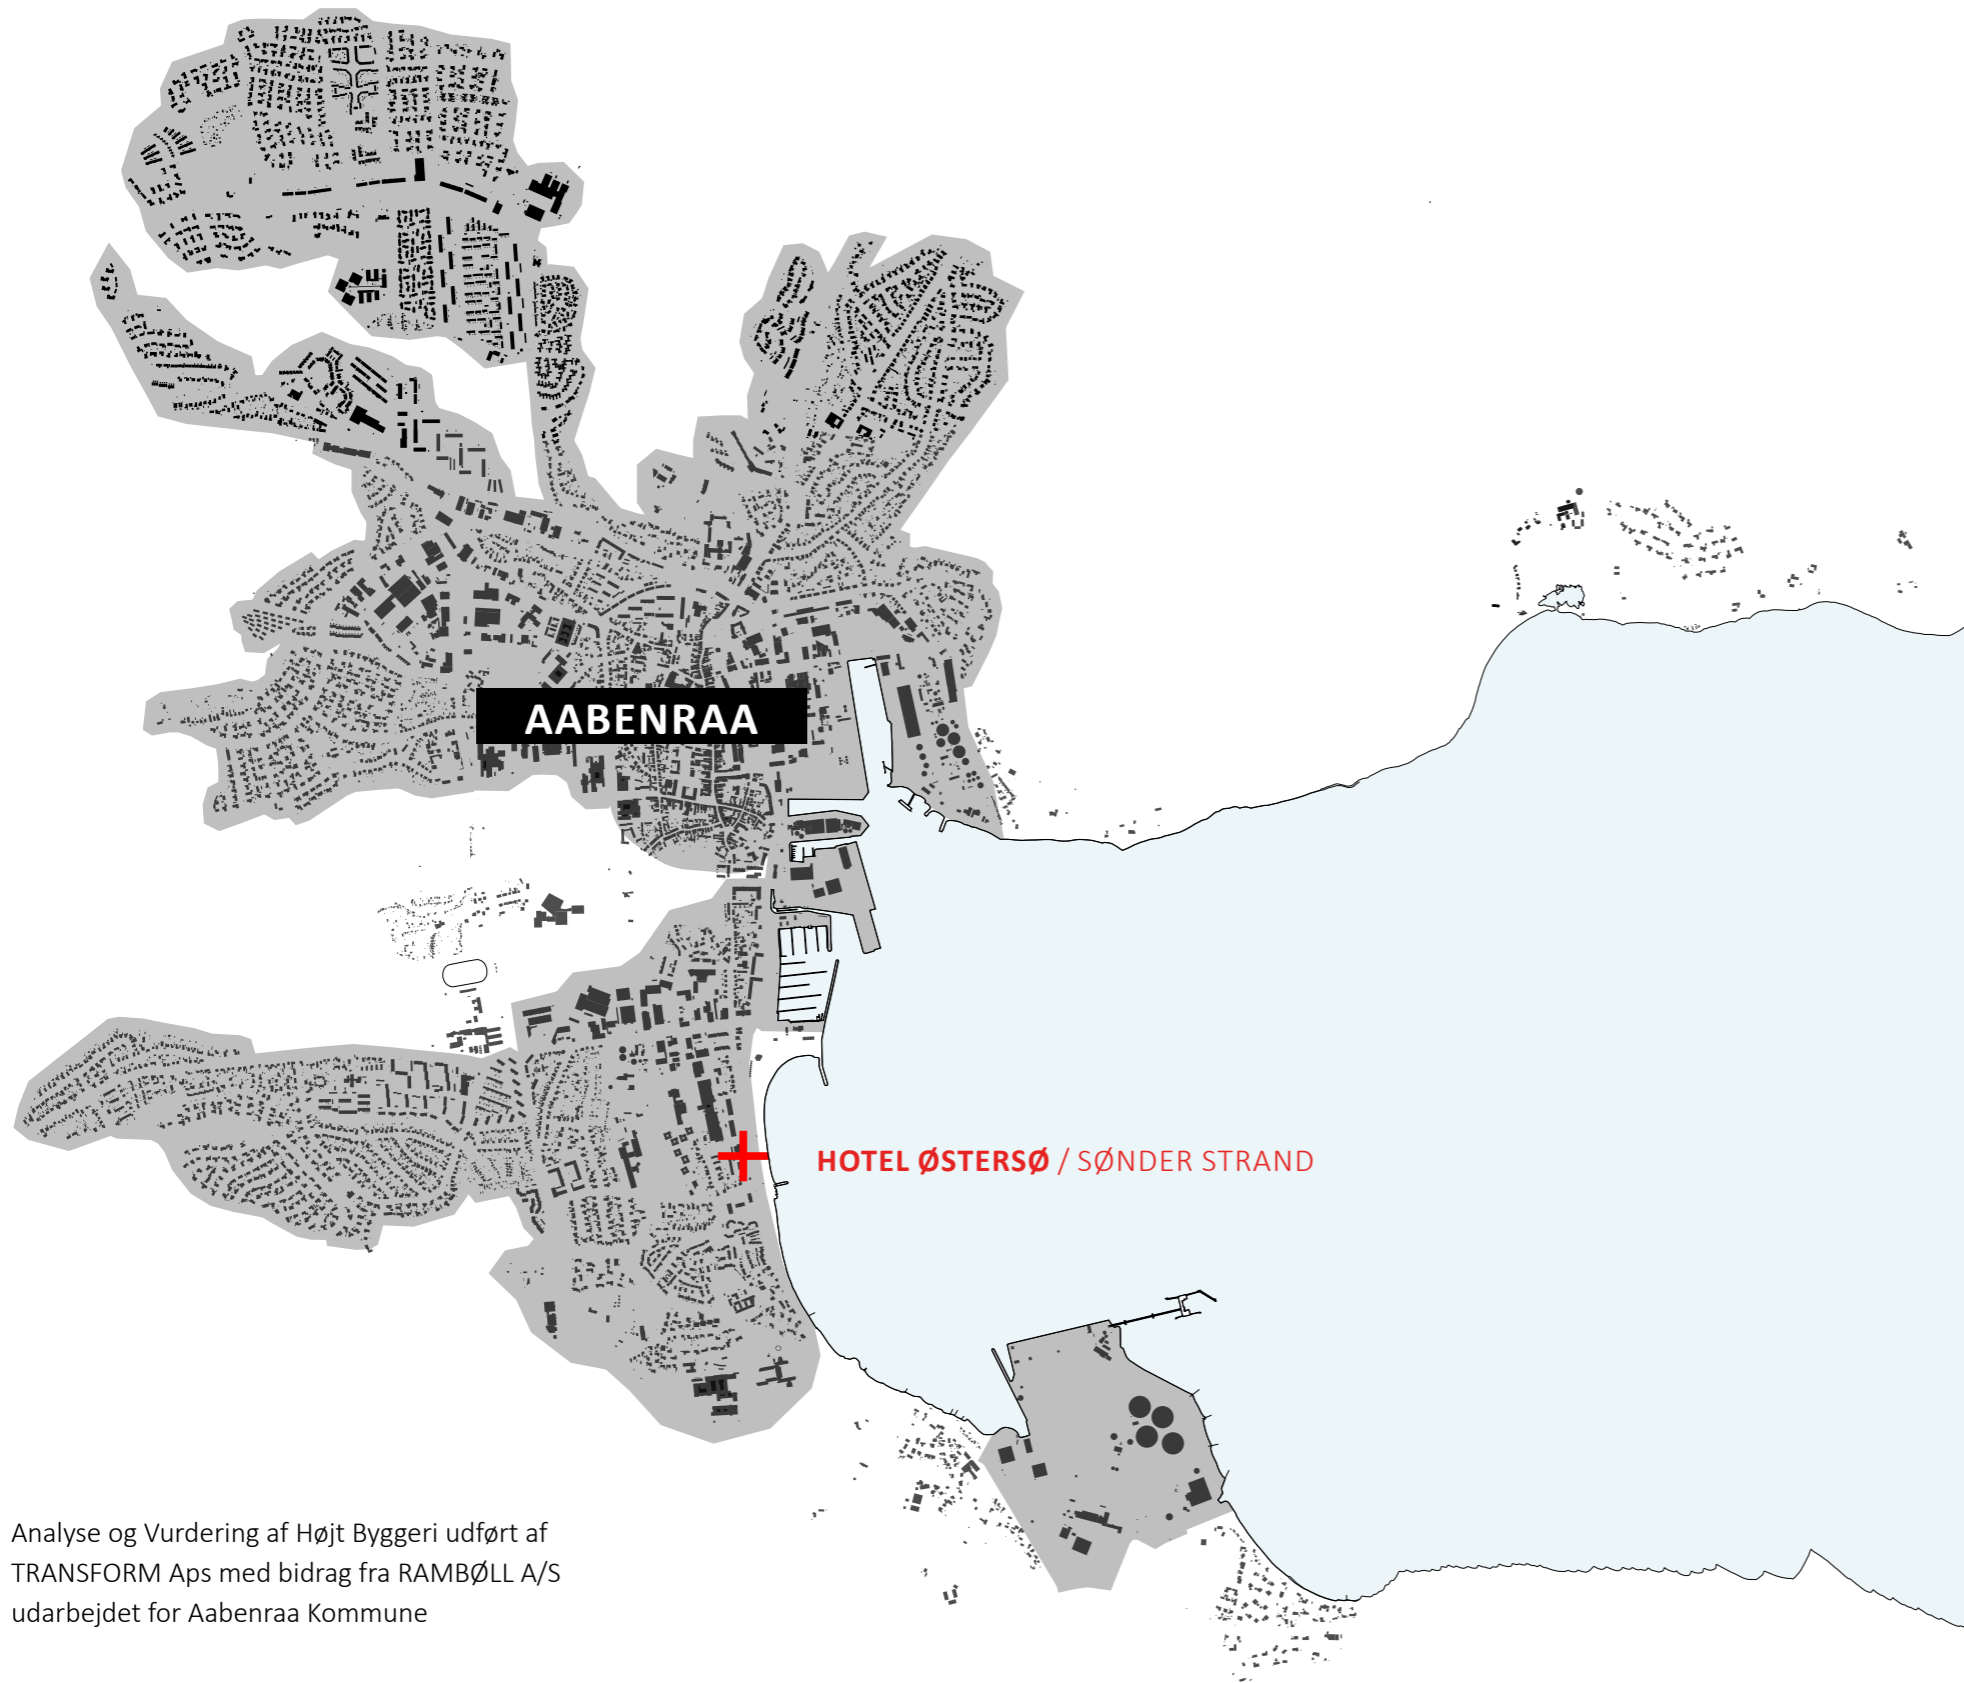 AABENRAA
HOTEL ØSTERSØ / SØNDER STRAND
Analyse og Vurdering af Højt Byggeri udført af
TRANSFORM Aps med bidrag fra RAMBØLL A/S
udarbejdet for Aabenraa Kommune